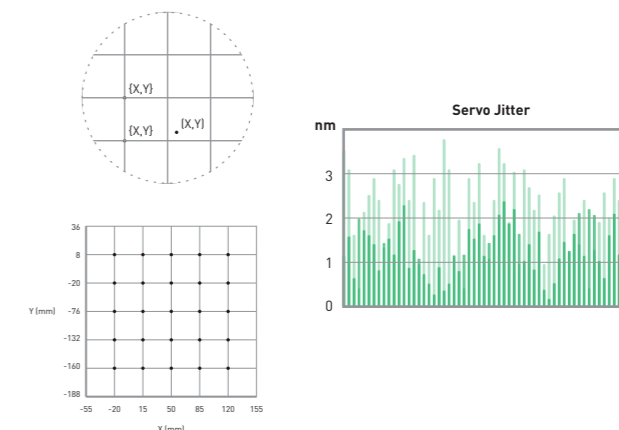 {X,Y}
{X,Y}
[X,Y]
Servo Jitter
nm
3
2
1
0
36
8
-20
Y [mm]
-76
-132
-160
-188
-55 -20 15 50 85 120 155
X [mm]